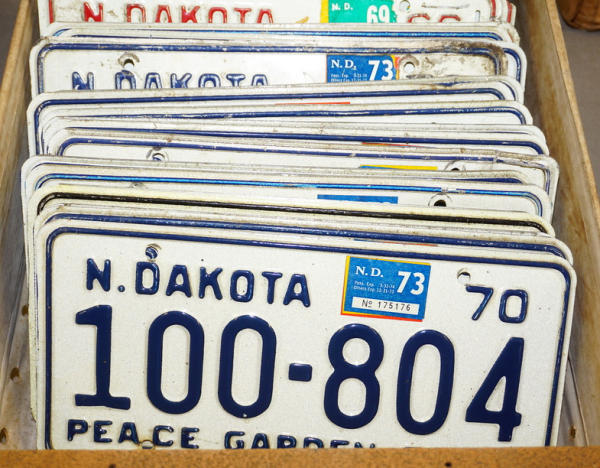 N. DAKOTA
69
N. DAKOTA
N.D. 73
N. DAKOTA
N.D. 73
70
No 175176
100-804
PEACE GARDEN